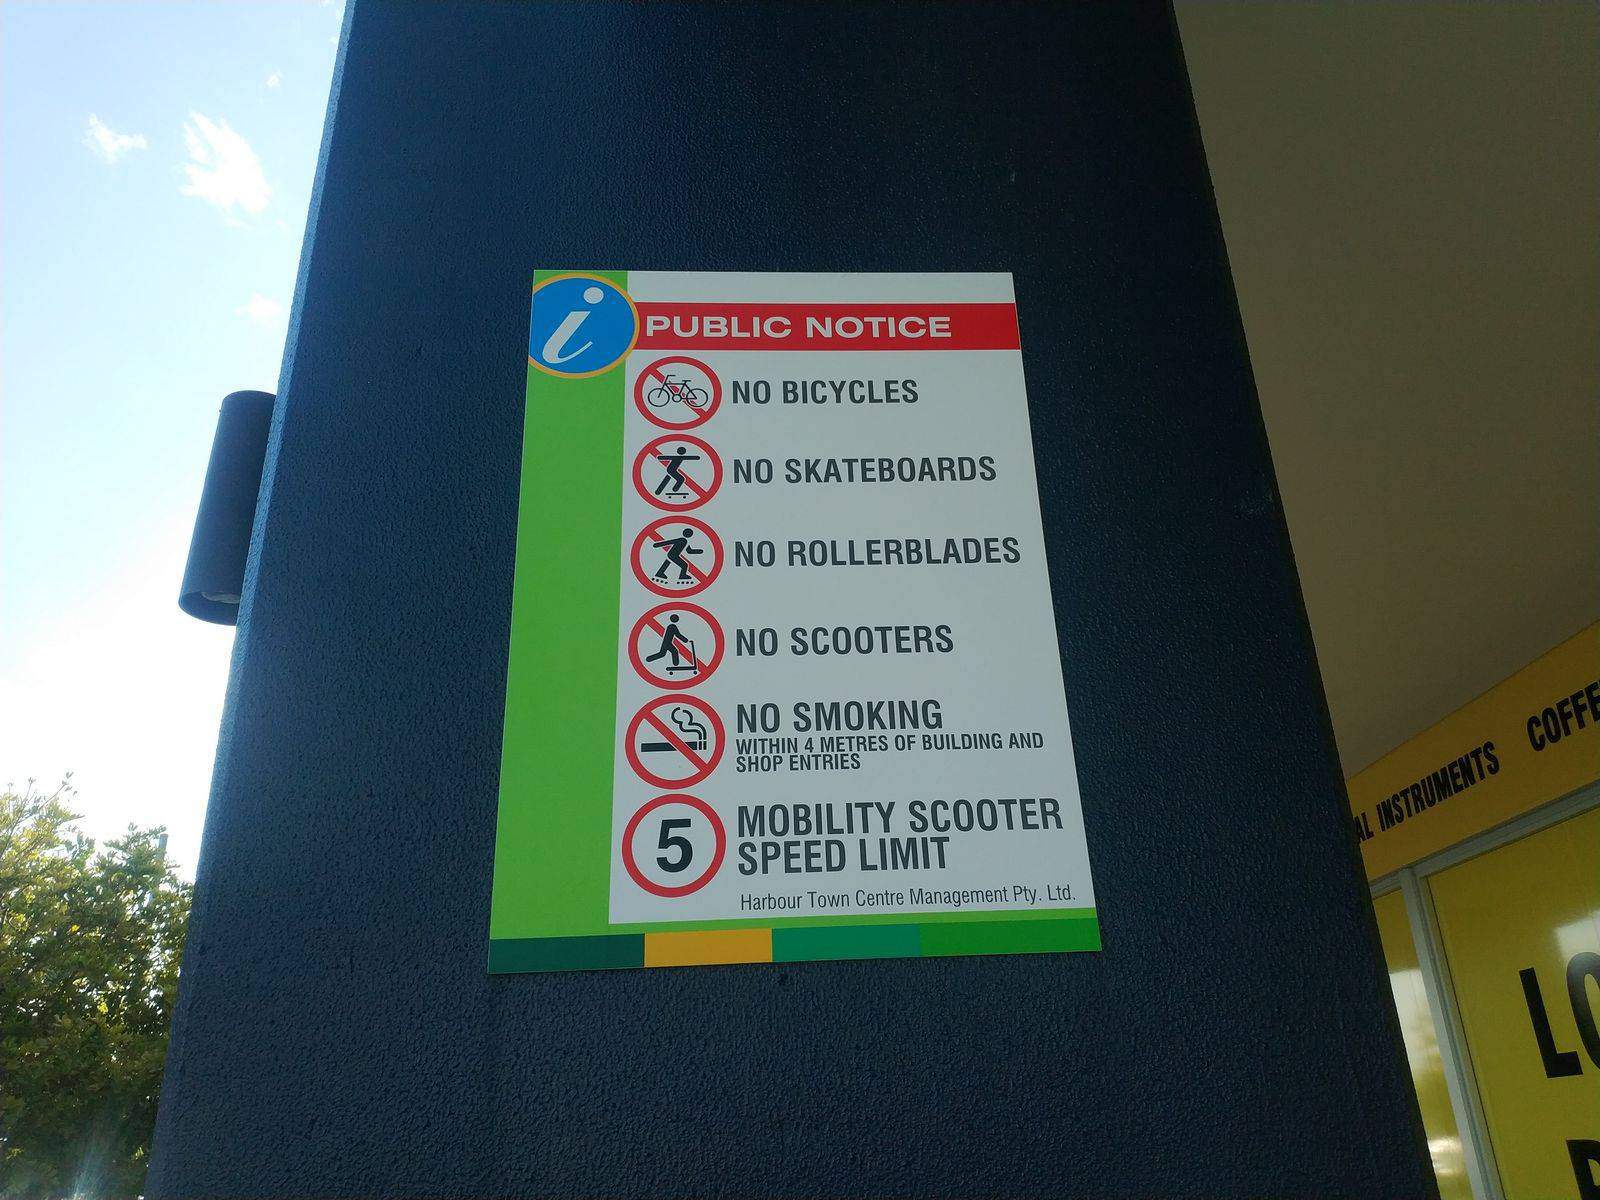 i
PUBLIC NOTICE
NO BICYCLES
NO SKATEBOARDS
NO ROLLERBLADES
NO SCOOTERS
NO SMOKING
WITHIN 4 METRES OF BUILDING AND
SHOP ENTRIES
5
MOBILITY SCOOTER
SPEED LIMIT
Harbour Town Centre Management Pty. Ltd.
INSTRUMENTS